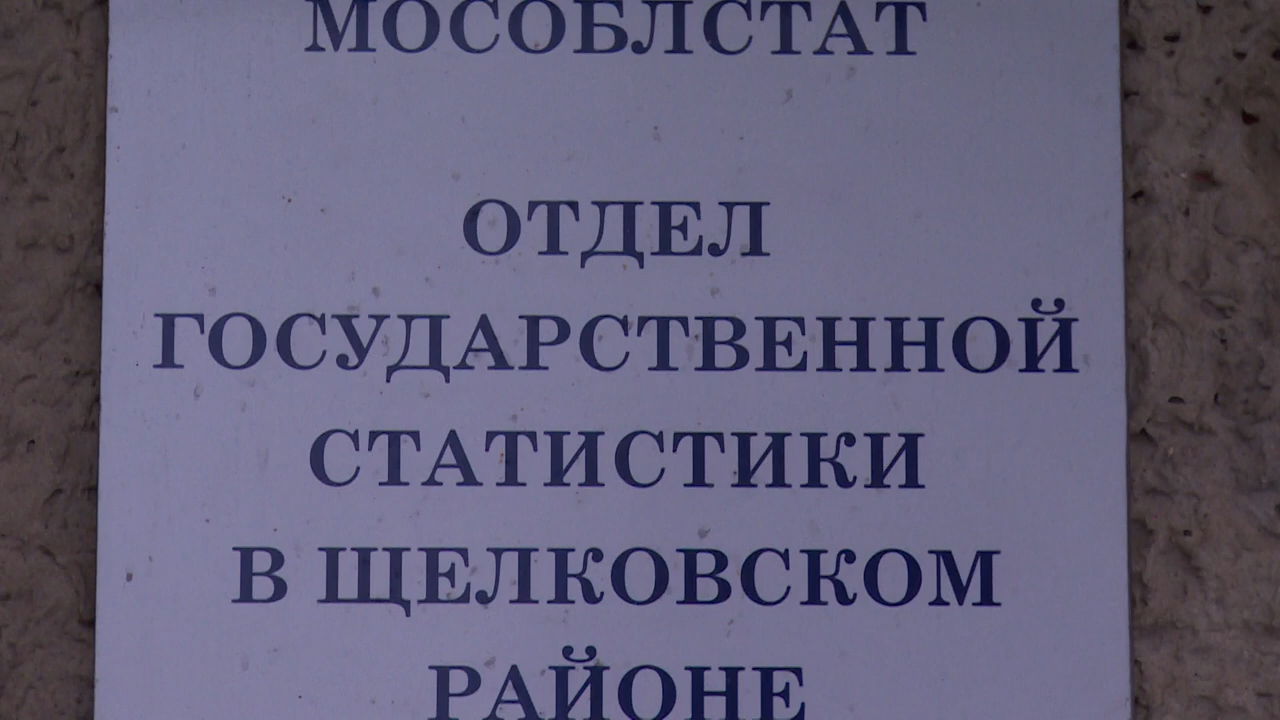 МОСОБЛСТАТ
ОТДЕЛ
ГОСУДАРСТВЕННОЙ
СТАТИСТИКИ
В ЩЕЛКОВСКОМ
РАЙОНЕ